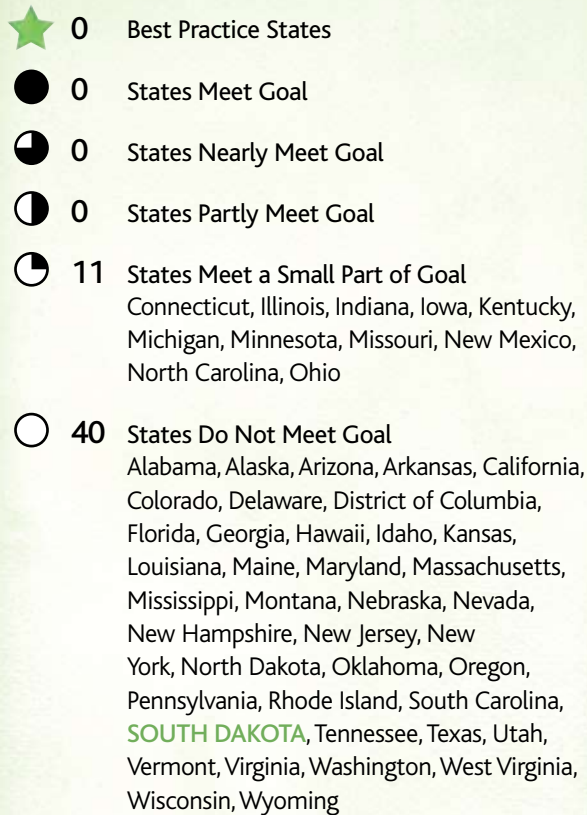 0 Best Practice States
0 States Meet Goal
0 States Nearly Meet Goal
0 States Partly Meet Goal
11 States Meet a Small Part of Goal
Connecticut, Illinois, Indiana, Iowa, Kentucky,
Michigan, Minnesota, Missouri, New Mexico,
North Carolina, Ohio
40 States Do Not Meet Goal
Alabama, Alaska, Arizona, Arkansas, California,
Colorado, Delaware, District of Columbia,
Florida, Georgia, Hawaii, Idaho, Kansas,
Louisiana, Maine, Maryland, Massachusetts,
Mississippi, Montana, Nebraska, Nevada,
New Hampshire, New Jersey, New
York, North Dakota, Oklahoma, Oregon,
Pennsylvania, Rhode Island, South Carolina,
SOUTH DAKOTA, Tennessee, Texas, Utah,
Vermont, Virginia, Washington, West Virginia,
Wisconsin, Wyoming